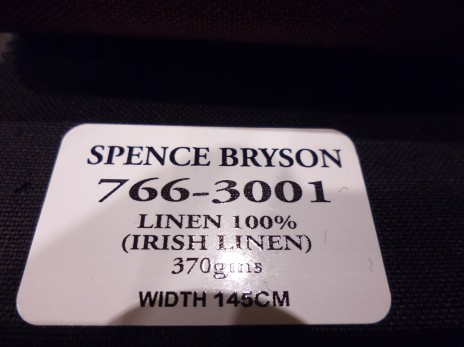 SPENCE BRYSON
766-3001
LINEN 100%
(IRISH LINEN)
370gms
WIDTH 145CM